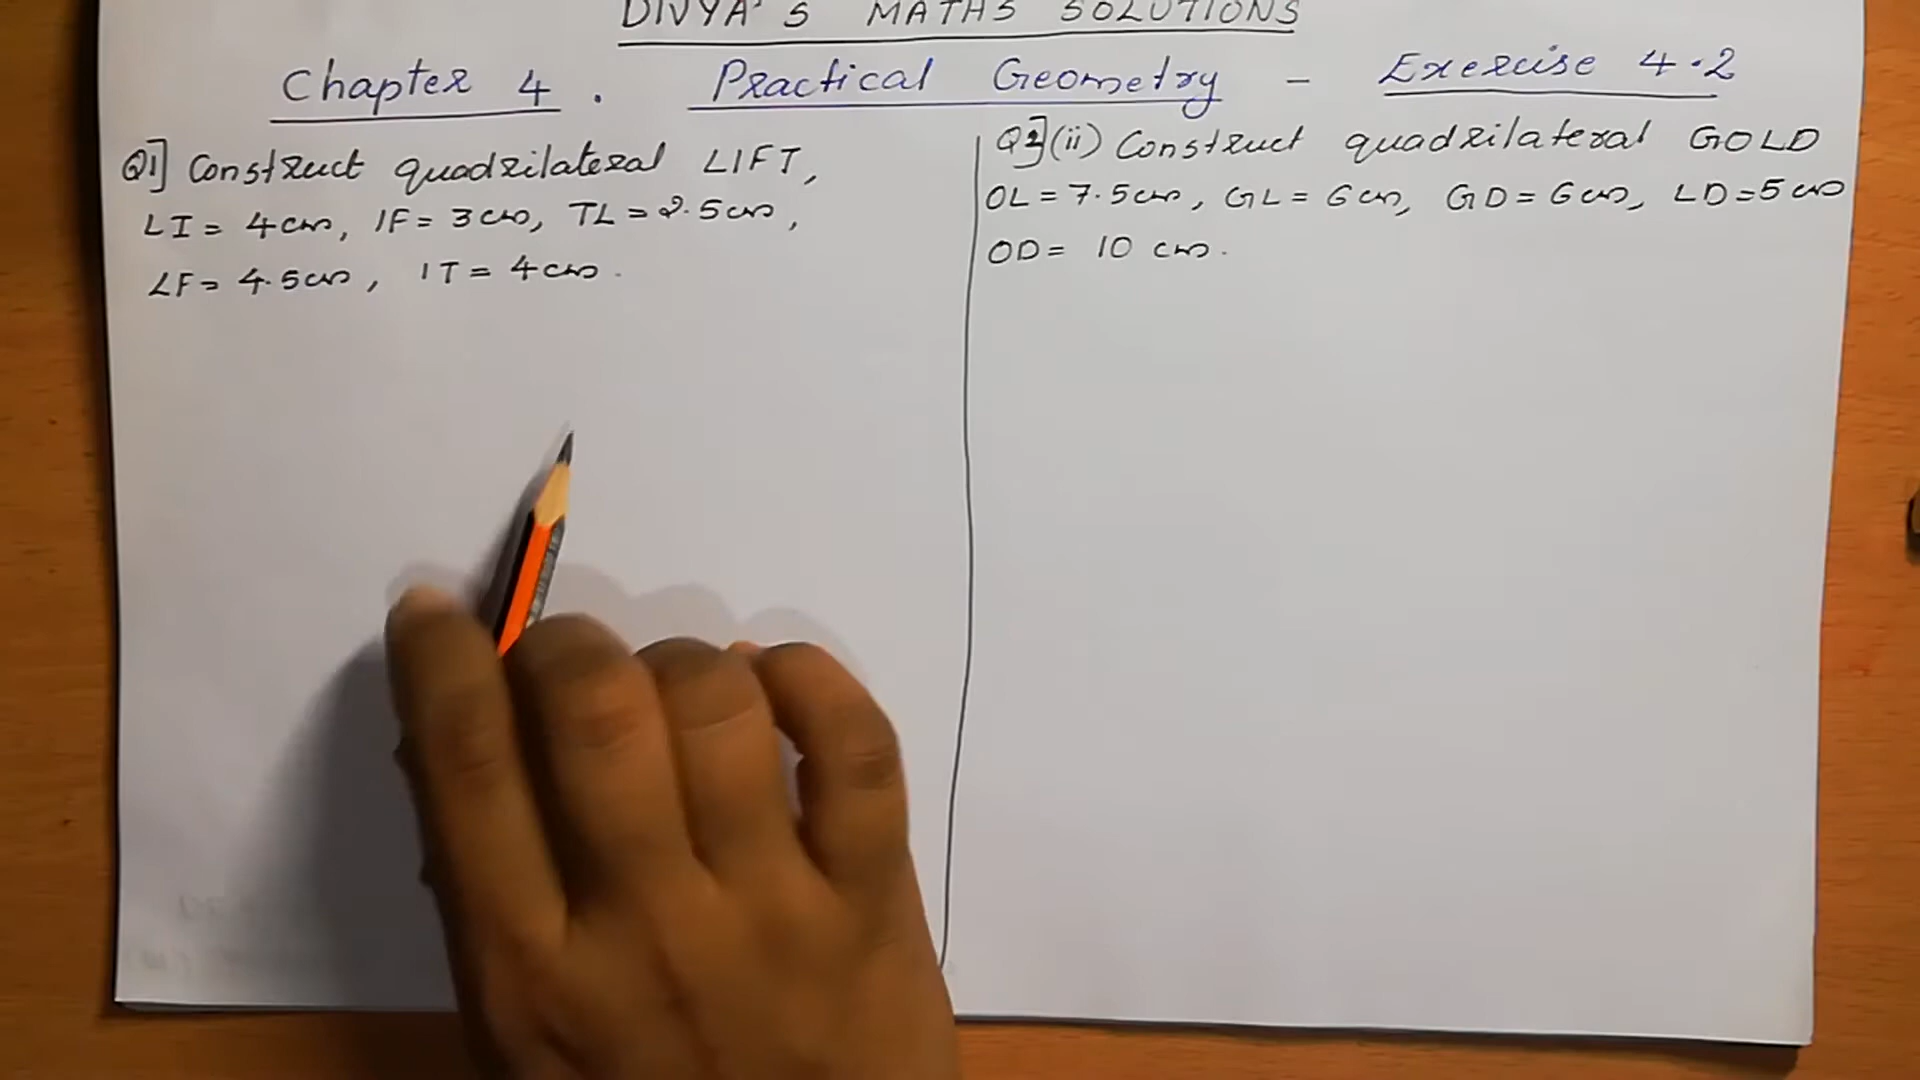 DIVYA'S MATHS SOLUTIONS
Chapter 4. Practical Geometry - Exercise 4.2
Q1] Construct quadrilateral LIFT,
LI = 4cm, IF = 3cm, TL = 2.5cm,
LF = 4.5cm, IT = 4cm.
Q2](ii) Construct quadrilateral GOLD
OL = 7.5cm, GL = 6cm, GD = 6cm, LD = 5cm
OD = 10 cm.